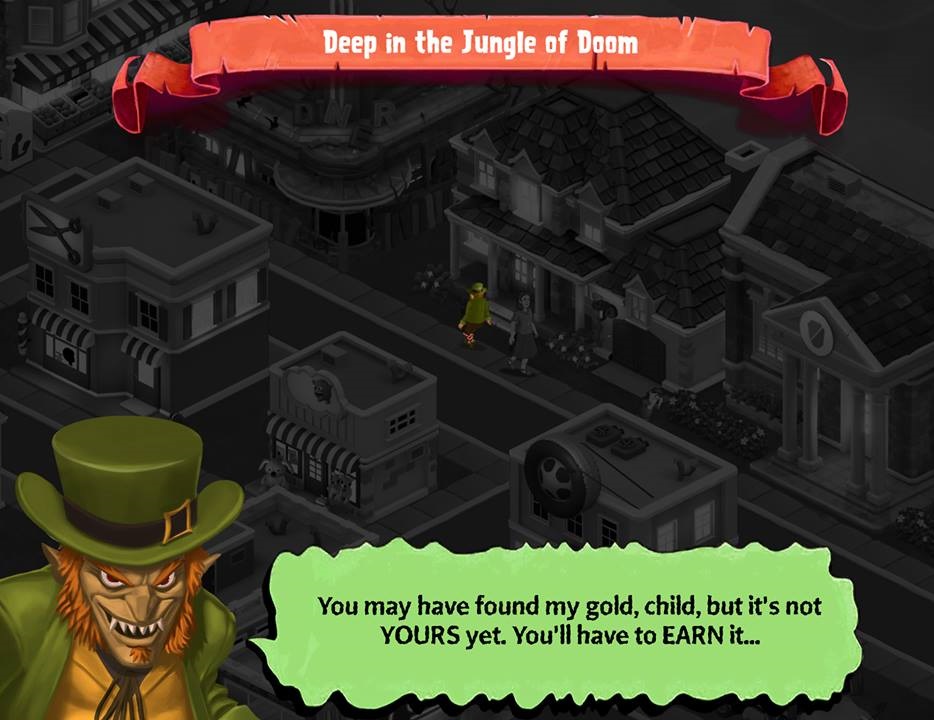 Deep in the Jungle of Doom
You may have found my gold, child, but it's not
YOURS yet. You'll have to EARN it...